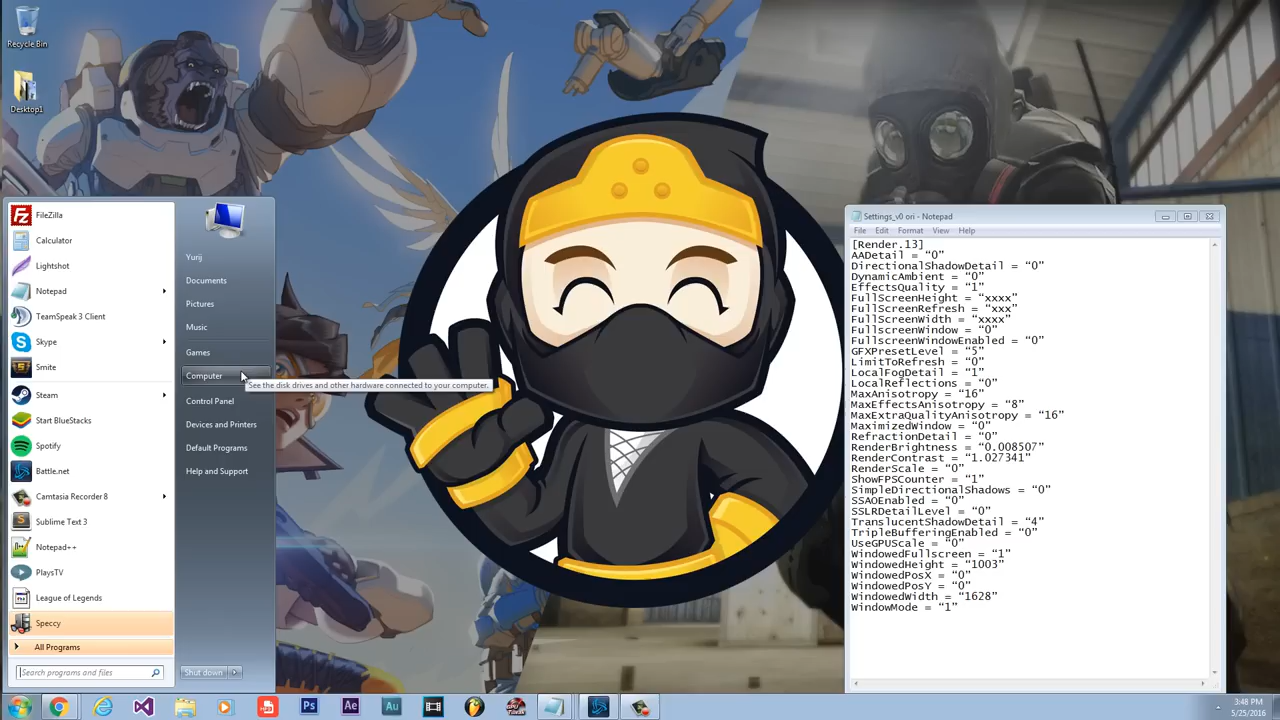 Recycle Bin
Desktop1
FileZilla
Calculator
Lightshot
Notepad
TeamSpeak 3 Client
Skype
Smite
Steam
Start BlueStacks
Spotify
Battle.net
Camtasia Recorder 8
Sublime Text 3
Notepad++
PlaysTV
League of Legends
Speccy
All Programs
Search programs and files
Yurij
Documents
Pictures
Music
Games
Computer
See the disk drives and other hardware connected to your computer.
Control Panel
Devices and Printers
Default Programs
Help and Support
Shut down
Settings_v0 ori - Notepad
File Edit Format View Help
[Render.13]
AADetail = “0”
DirectionalShadowDetail = “0”
DynamicAmbient = “0”
EffectsQuality = “1”
FullScreenHeight = “xxxx”
FullScreenRefresh = “xxx”
FullScreenWidth = “xxxx”
FullscreenWindow = “0”
FullscreenWindowEnabled = “0”
GFXPresetLevel = “5”
LimitToRefresh = “0”
LocalFogDetail = “1”
LocalReflections = “0”
MaxAnisotropy = “16”
MaxEffectsAnisotropy = “8”
MaxExtraQualityAnisotropy = “16”
MaximizedWindow = “0”
RefractionDetail = “0”
RenderBrightness = “0.008507”
RenderContrast = “1.027341”
RenderScale = “0”
ShowFPSCounter = “1”
SimpleDirectionalShadows = “0”
SSAOEnabled = “0”
SSLRDetailLevel = “0”
TranslucentShadowDetail = “4”
TripleBufferingEnabled = “0”
UseGPUScale = “0”
WindowedFullscreen = “1”
WindowedHeight = “1003”
WindowedPosX = “0”
WindowedPosY = “0”
WindowedWidth = “1628”
WindowMode = “1”
Ps
Ae
Au
3:48 PM
5/25/2016